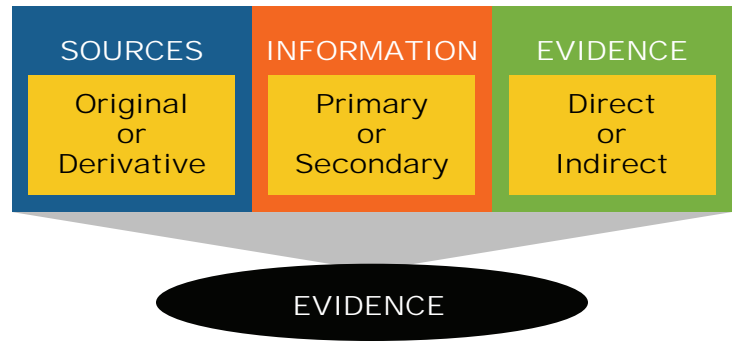 SOURCES
Original
or
Derivative
INFORMATION
Primary
or
Secondary
EVIDENCE
Direct
or
Indirect
EVIDENCE